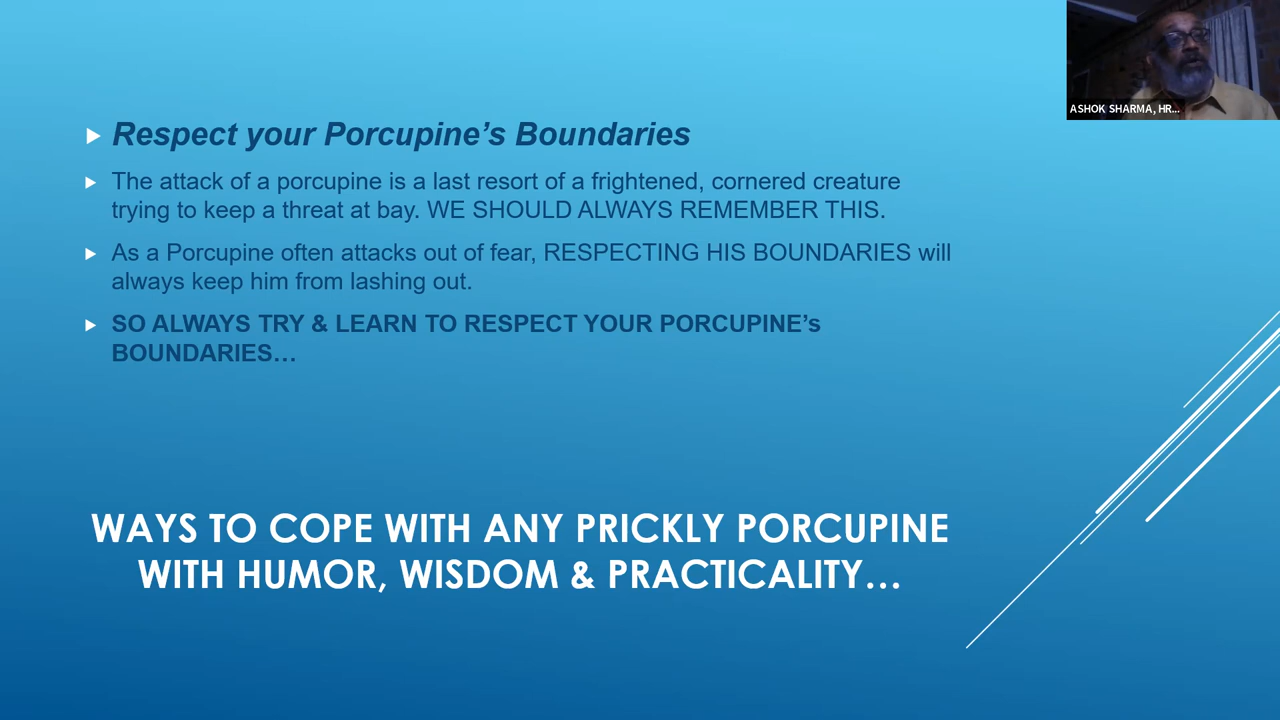 ASHOK SHARMA, HR...
Respect your Porcupine’s Boundaries
The attack of a porcupine is a last resort of a frightened, cornered creature
trying to keep a threat at bay. WE SHOULD ALWAYS REMEMBER THIS.
As a Porcupine often attacks out of fear, RESPECTING HIS BOUNDARIES will
always keep him from lashing out.
SO ALWAYS TRY & LEARN TO RESPECT YOUR PORCUPINE’s
BOUNDARIES…
WAYS TO COPE WITH ANY PRICKLY PORCUPINE
WITH HUMOR, WISDOM & PRACTICALITY…